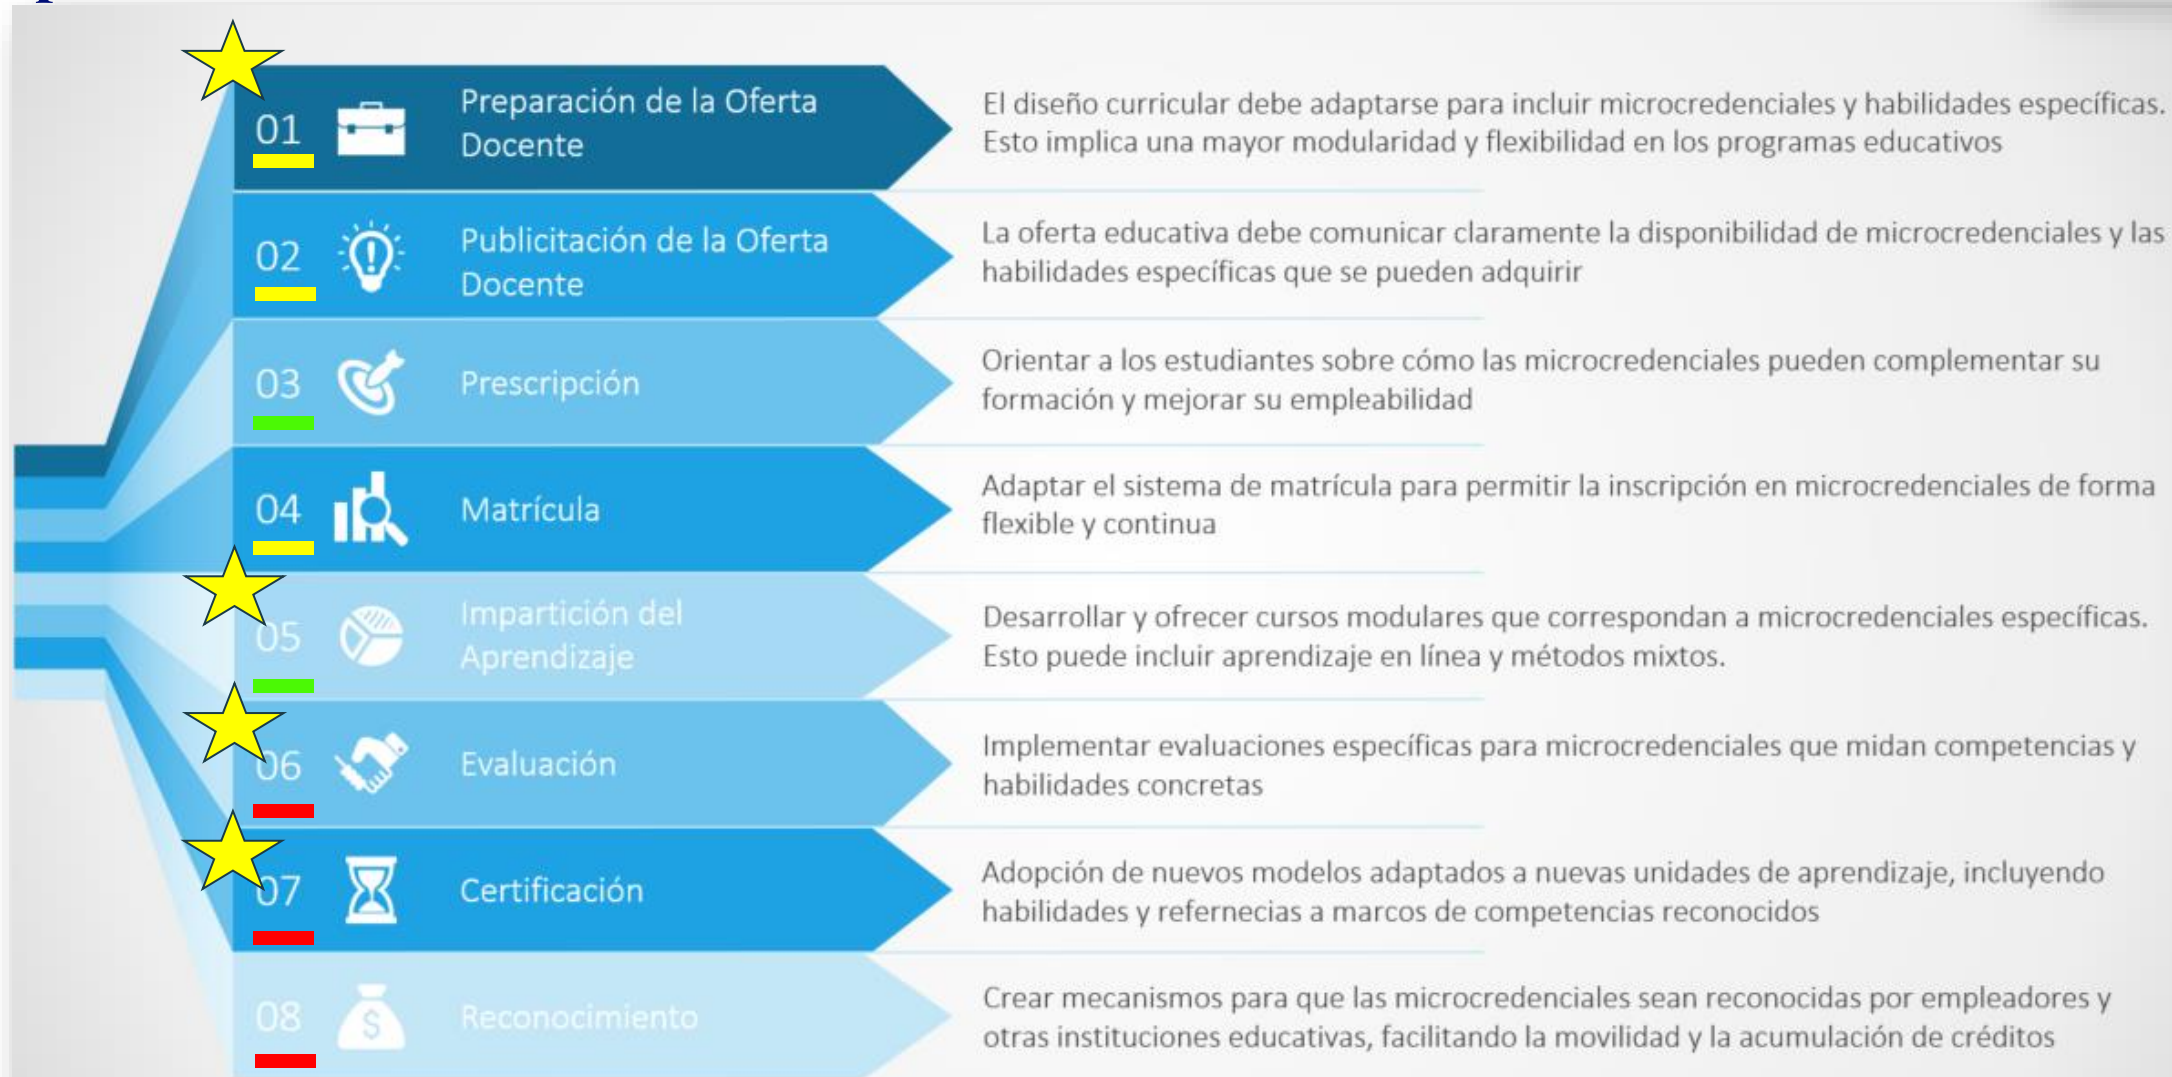 01
Preparación de la Oferta
Docente
El diseño curricular debe adaptarse para incluir microcredenciales y habilidades específicas.
Esto implica una mayor modularidad y flexibilidad en los programas educativos
02
Publicitación de la Oferta
Docente
La oferta educativa debe comunicar claramente la disponibilidad de microcredenciales y las
habilidades específicas que se pueden adquirir
03
Prescripción
Orientar a los estudiantes sobre cómo las microcredenciales pueden complementar su
formación y mejorar su empleabilidad
04
Matrícula
Adaptar el sistema de matrícula para permitir la inscripción en microcredenciales de forma
flexible y continua
05
Impartición del
Aprendizaje
Desarrollar y ofrecer cursos modulares que correspondan a microcredenciales específicas.
Esto puede incluir aprendizaje en línea y métodos mixtos.
06
Evaluación
Implementar evaluaciones específicas para microcredenciales que midan competencias y
habilidades concretas
07
Certificación
Adopción de nuevos modelos adaptados a nuevas unidades de aprendizaje, incluyendo
habilidades y refernecias a marcos de competencias reconocidos
08
$
Reconocimiento
Crear mecanismos para que las microcredenciales sean reconocidas por empleadores y
otras instituciones educativas, facilitando la movilidad y la acumulación de créditos